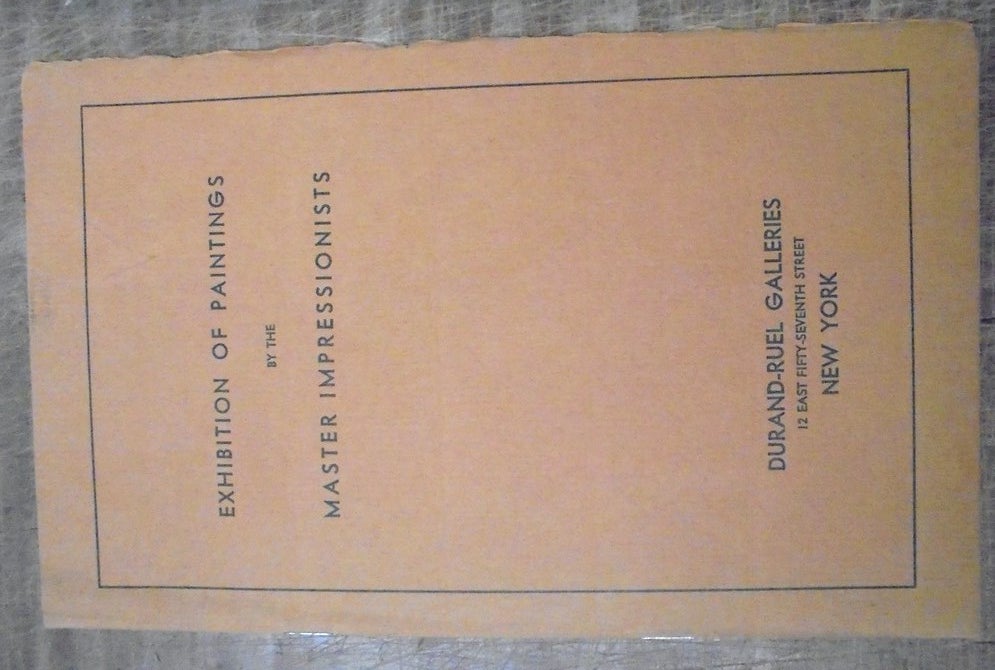 EXHIBITION OF PAINTINGS
BY THE
MASTER IMPRESSIONISTS
DURAND-RUEL GALLERIES
12 EAST FIFTY-SEVENTH STREET
NEW YORK